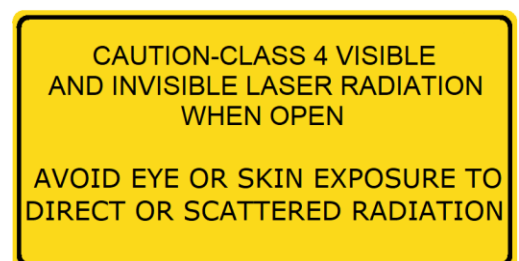 CAUTION-CLASS 4 VISIBLE
AND INVISIBLE LASER RADIATION
WHEN OPEN
AVOID EYE OR SKIN EXPOSURE TO
DIRECT OR SCATTERED RADIATION